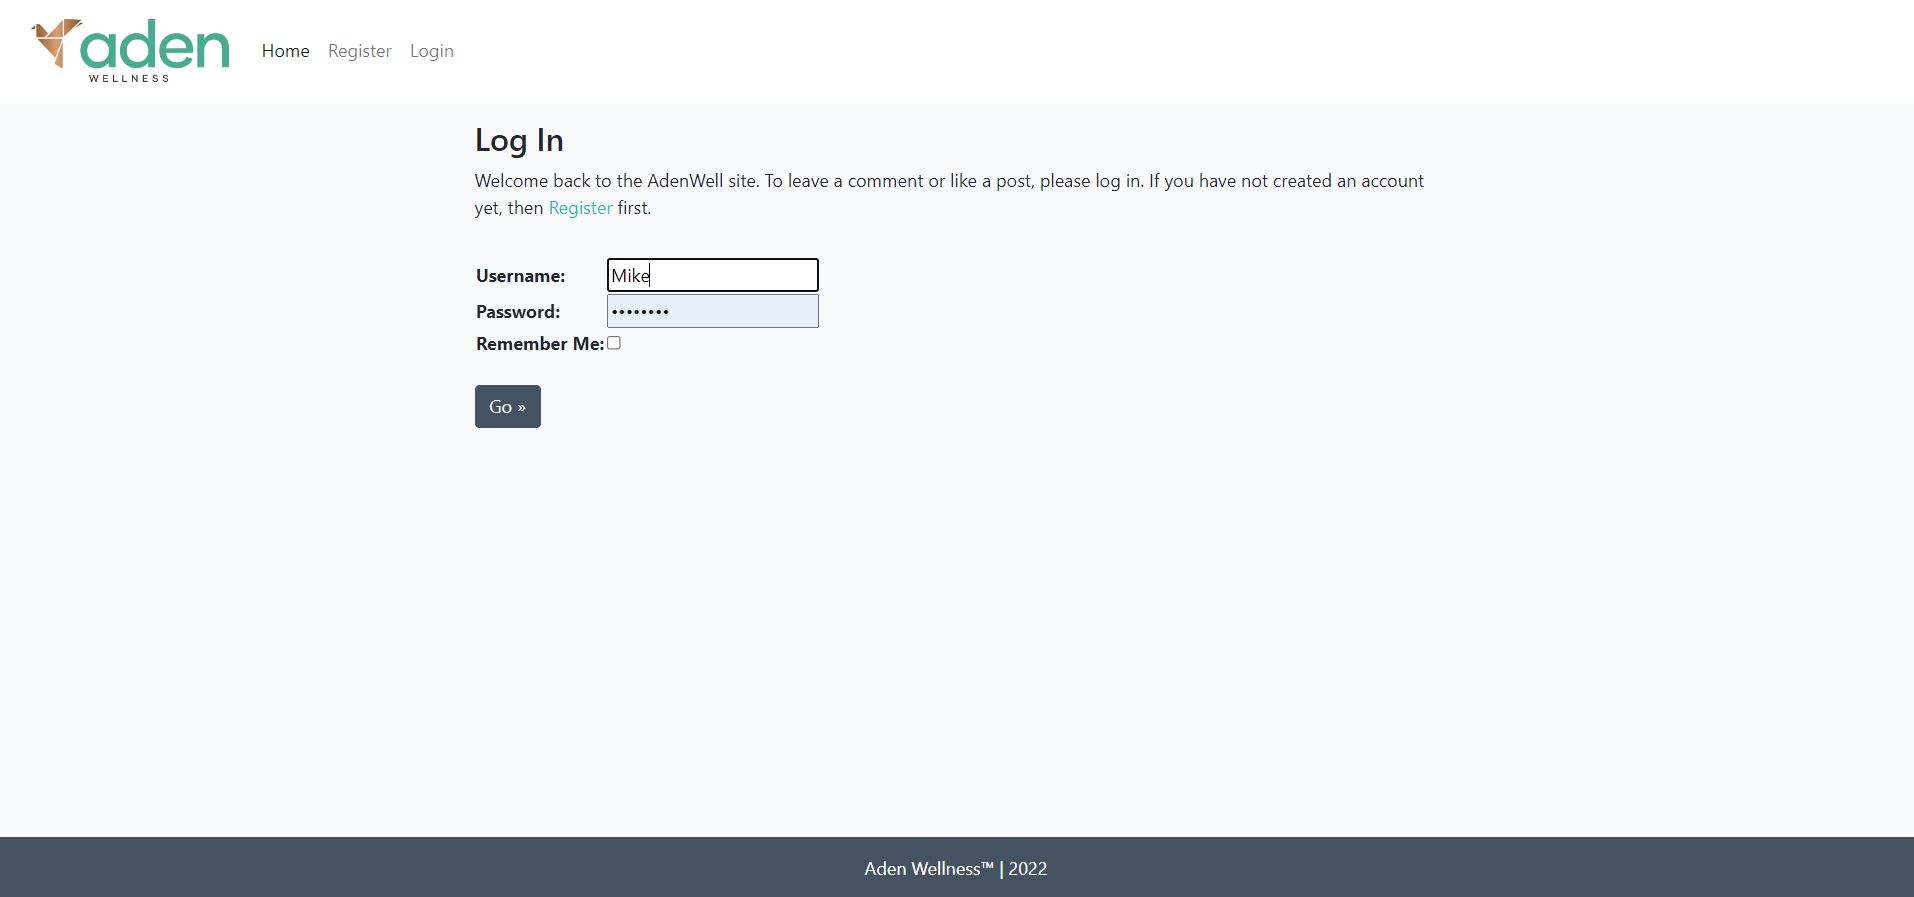 aden
WELLNESS
Home Register Login
Log In
Welcome back to the AdenWell site. To leave a comment or like a post, please log in. If you have not created an account
yet, then Register first.
Username: Mike
Password: ••••••••
Remember Me:
Go »
Aden Wellness™ | 2022